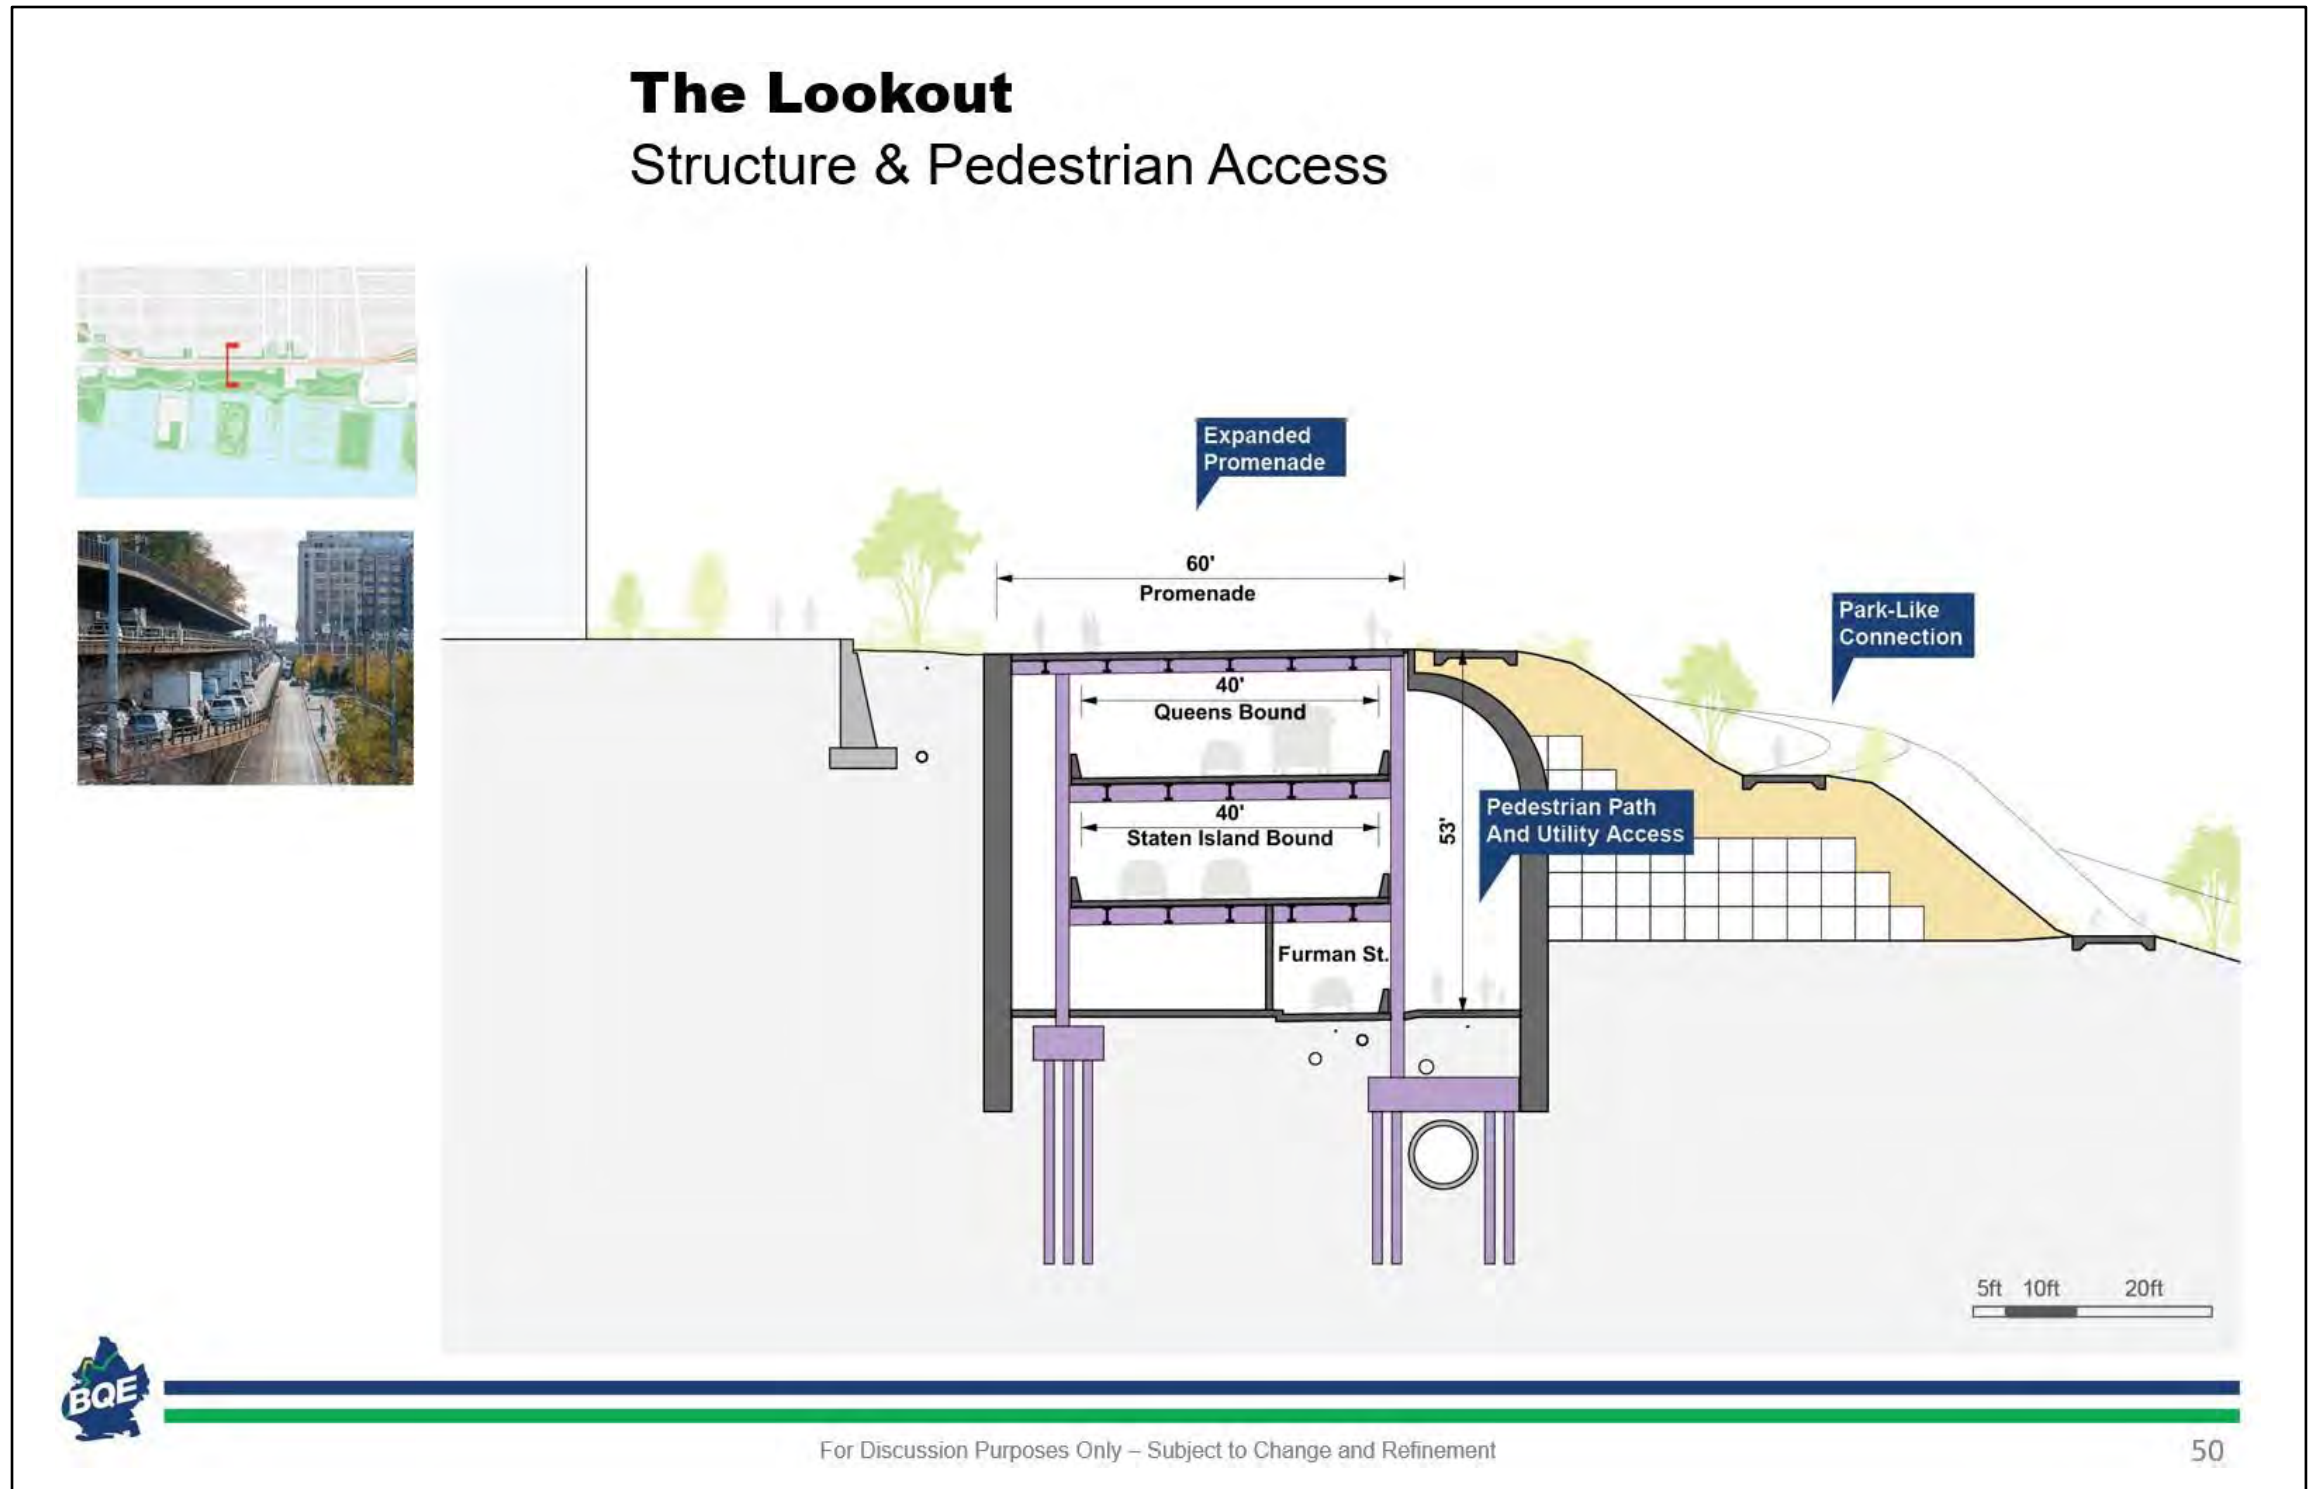 The Lookout
Structure & Pedestrian Access
Expanded
Promenade
60'
Promenade
Park-Like
Connection
40'
Queens Bound
40'
Staten Island Bound
53'
Pedestrian Path
And Utility Access
Furman St.
5ft 10ft 20ft
BQE
For Discussion Purposes Only – Subject to Change and Refinement
50